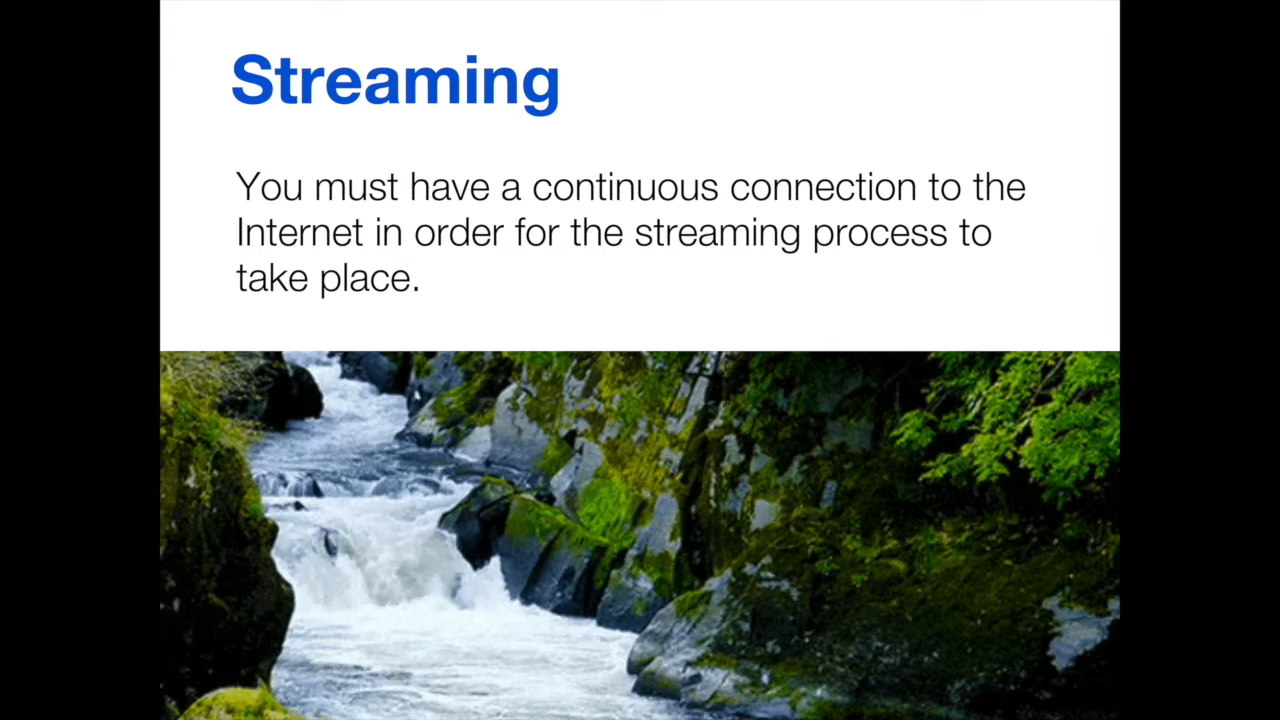 Streaming
You must have a continuous connection to the
Internet in order for the streaming process to
take place.